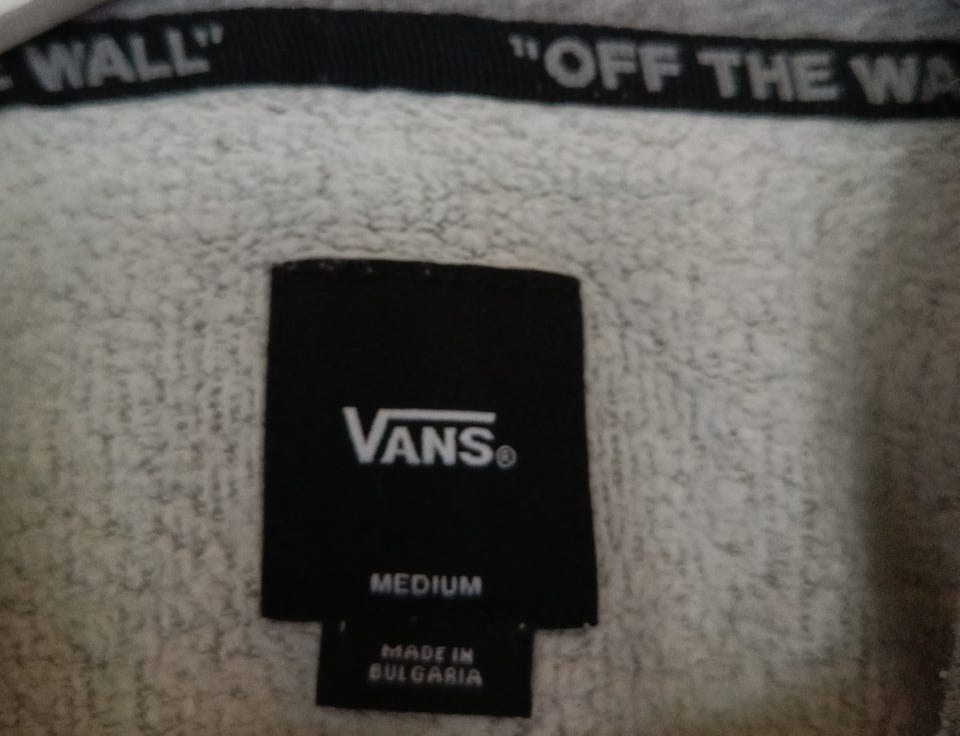 E WALL" "OFF THE WA
VANS®
MEDIUM
MADE IN
BULGARIA